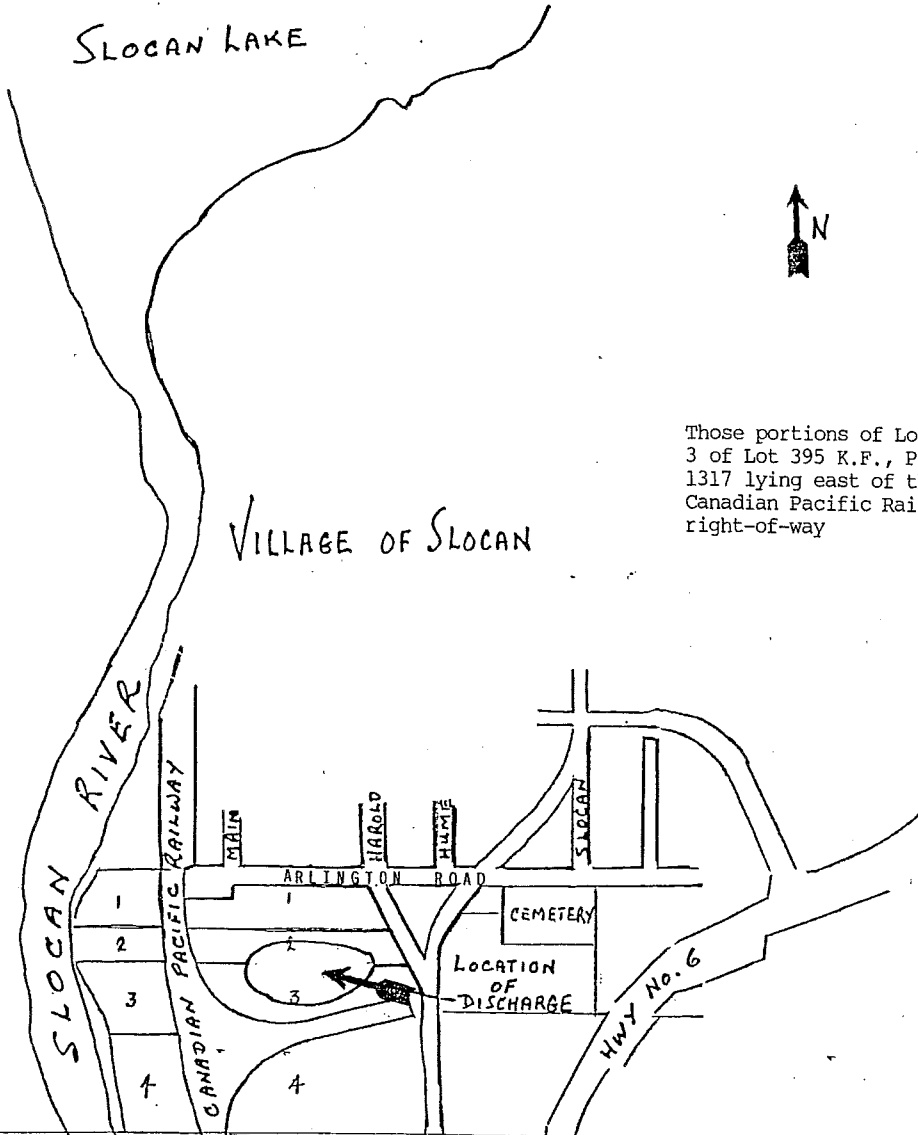 SLOCAN LAKE
N
Those portions of
3 of Lot 395 K.F.,
1317 lying east of
Canadian Pacific
right-of-way
VILLAGE OF SLOCAN
SLOCAN RIVER
CANADIAN PACIFIC RAILWAY
MAIN
HAROLD
HUME
SLOCAN
ARLINGTON ROAD
1
1
CEMETERY
2
2
3
3
LOCATION
OF
DISCHARGE
HWY NO. 6
4
4